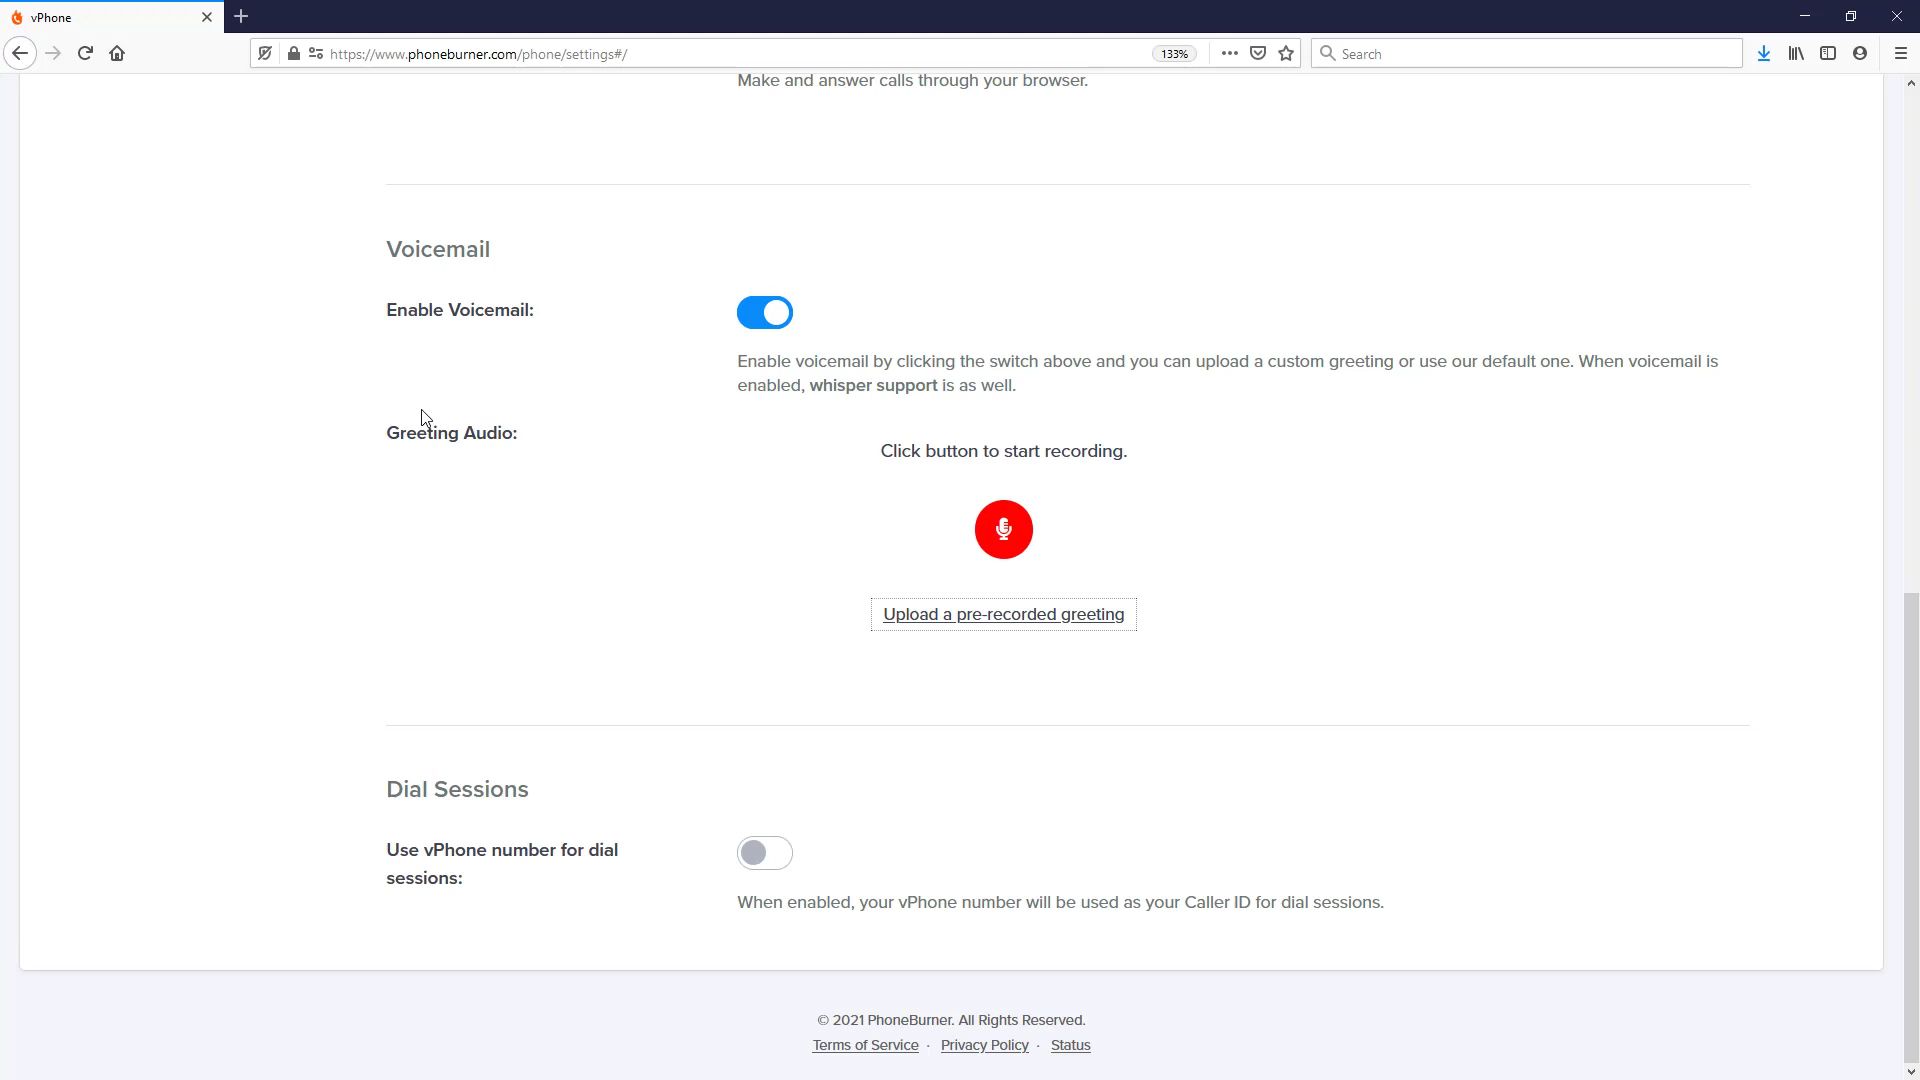 vPhone
https://www.phoneburner.com/phone/settings#/
133%
Search
Make and answer calls through your browser.
Voicemail
Enable Voicemail:
Enable voicemail by clicking the switch above and you can upload a custom greeting or use our default one. When voicemail is
enabled, whisper support is as well.
Greeting Audio:
Click button to start recording.
Upload a pre-recorded greeting
Dial Sessions
Use vPhone number for dial
sessions:
When enabled, your vPhone number will be used as your Caller ID for dial sessions.
© 2021 PhoneBurner. All Rights Reserved.
Terms of Service · Privacy Policy · Status